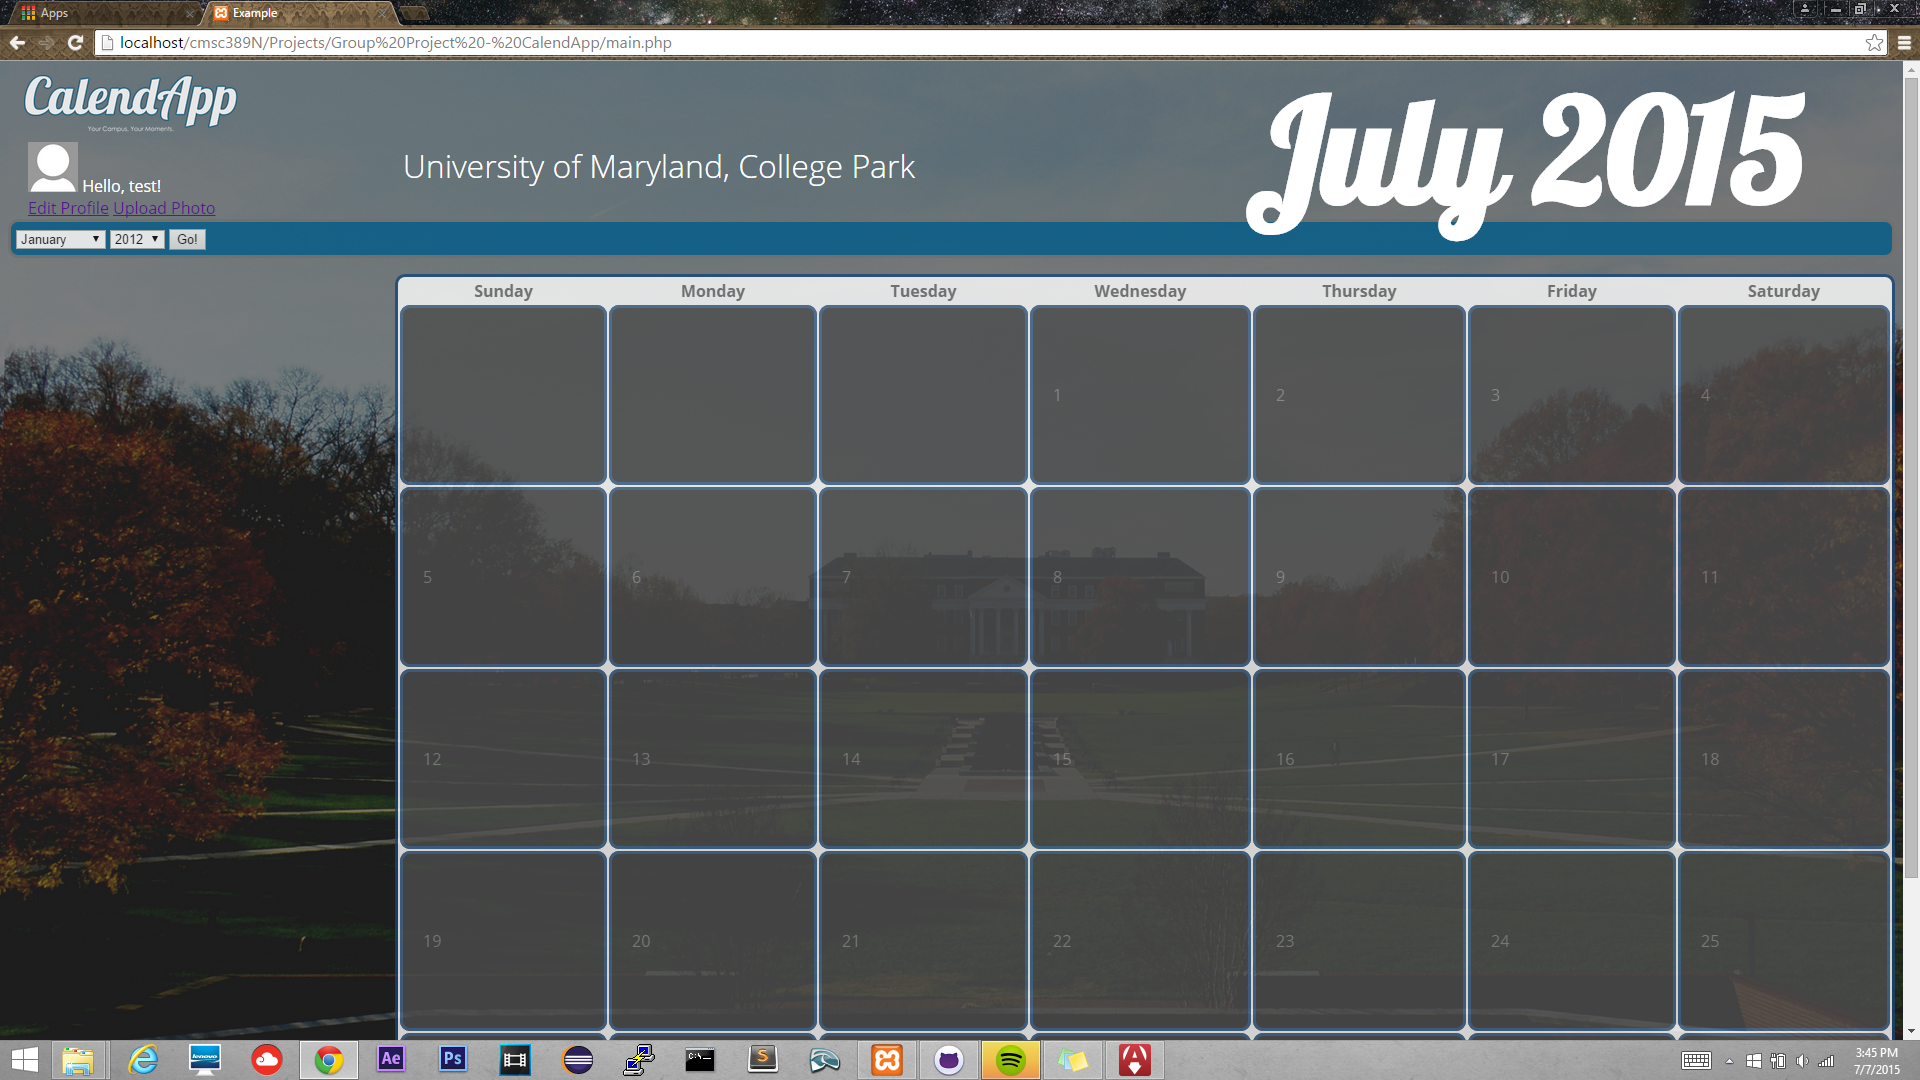 Apps
Example
localhost/cmsc389N/Projects/Group%20Project%20-%20CalendApp/main.php
CalendApp
Your Campus, Your Moments.
July 2015
University of Maryland, College Park
Hello, test!
Edit Profile Upload Photo
January 2012 Go!
Sunday Monday Tuesday Wednesday Thursday Friday Saturday
1 2 3 4
5 6 7 8 9 10 11
12 13 14 15 16 17 18
19 20 21 22 23 24 25
lenovo
Ae
Ps
C:\._
S
3:45 PM
7/7/2015